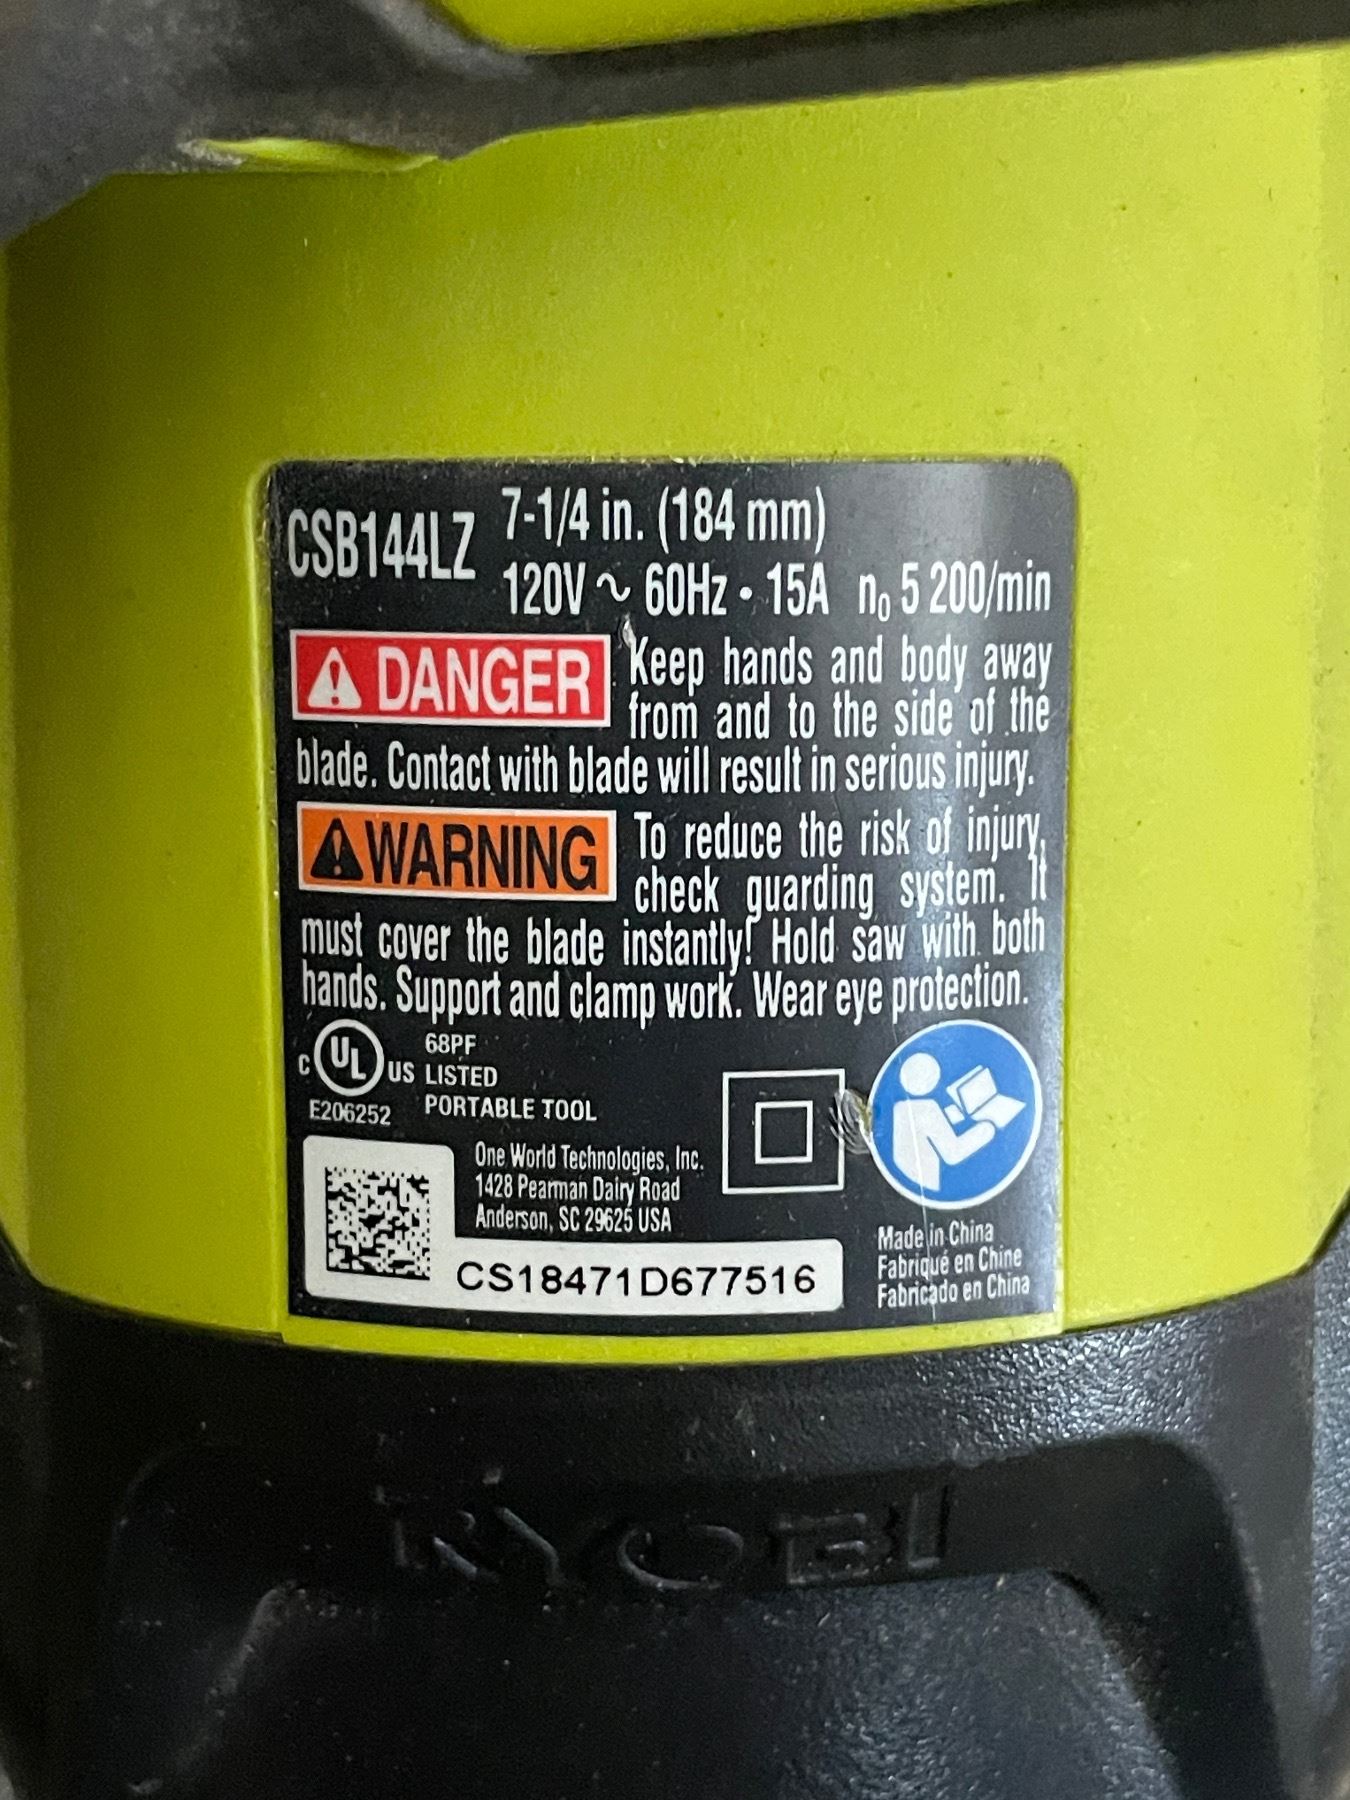 CSB144LZ 7-1/4 in. (184 mm)
120V ~ 60Hz • 15A n₀ 5 200/min
⚠ DANGER Keep hands and body away
from and to the side of the
blade. Contact with blade will result in serious injury.
⚠ WARNING To reduce the risk of injury,
check guarding system. It
must cover the blade instantly! Hold saw with both
hands. Support and clamp work. Wear eye protection.
C UL US
E206252
68PF
LISTED
PORTABLE TOOL
One World Technologies, Inc.
1428 Pearman Dairy Road
Anderson, SC 29625 USA
CS18471D677516
Made in China
Fabriqué en Chine
Fabricado en China
RYOBI